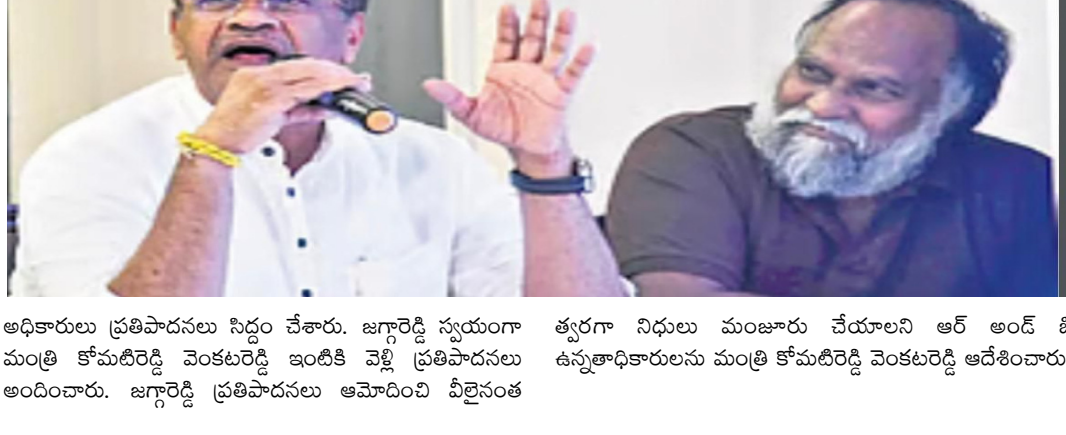 అధికారులు ప్రతిపాదనలు సిద్దం చేశారు. జగ్గారెడ్డి స్వయంగా
మంత్రి కోమటిరెడ్డి వెంకటరెడ్డి ఇంటికి వెళ్లి ప్రతిపాదనలు
అందించారు. జగ్గారెడ్డి ప్రతిపాదనలు ఆమోదించి వీలైనంత
త్వరగా నిధులు మంజూరు చేయాలని ఆర్ అండ్
ఉన్నతాధికారులను మంత్రి కోమటిరెడ్డి వెంకటరెడ్డి ఆదేశించారు